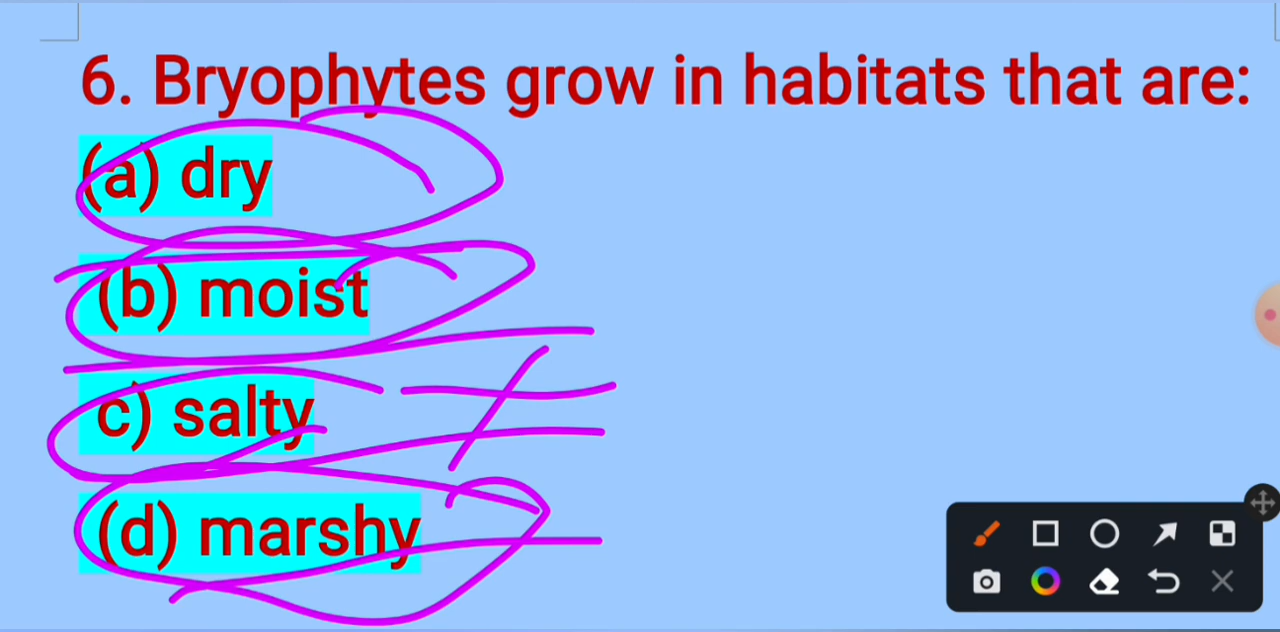 6. Bryophytes grow in habitats that are:
(a) dry
(b) moist
c) salty
(d) marshy